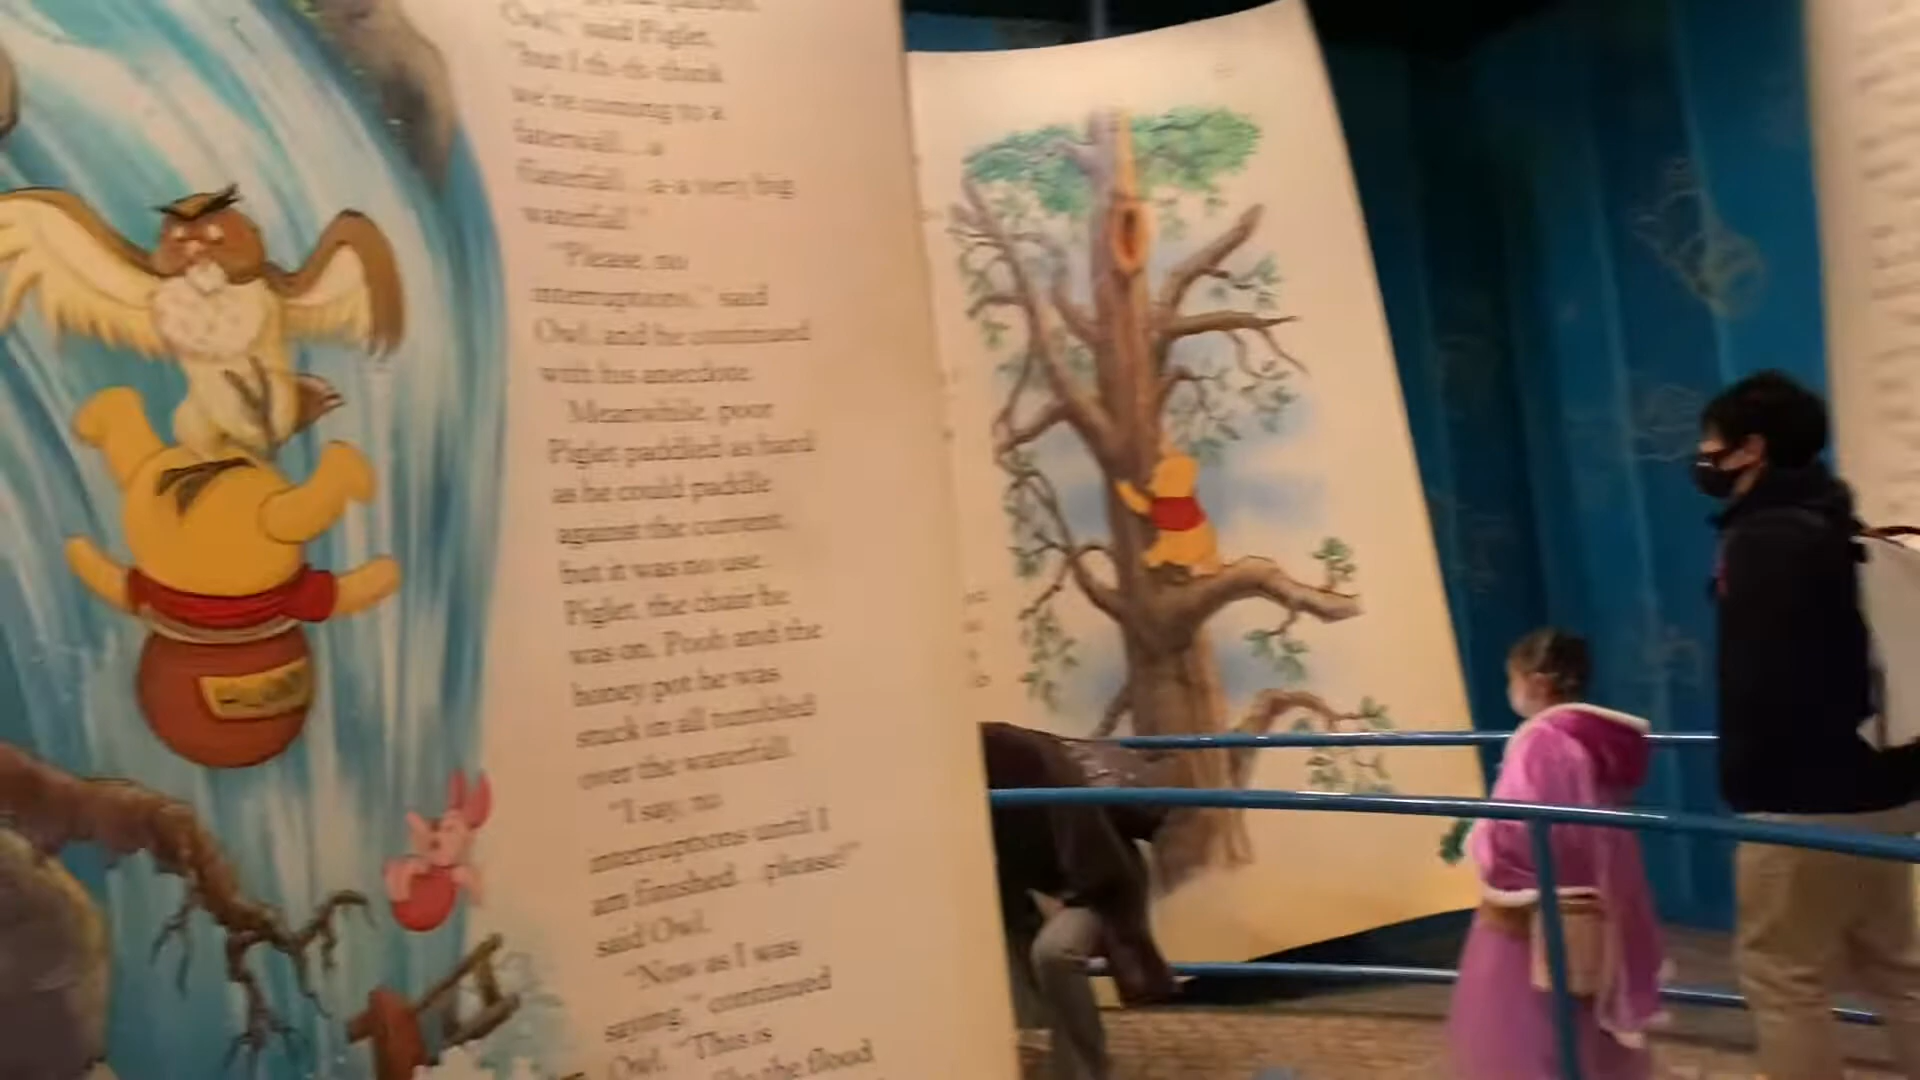 Owl," said Piglet,
"but I th-th-think
we're coming to a
faterwall... a
flatterfall... a-a very big
waterfall."
"Please, no
interruptions," said
Owl, and he continued
with his anecdote.
Meanwhile, poor
Piglet paddled as hard
as he could paddle
against the current,
but it was no use.
Piglet, the chair he
was on, Pooh and the
honey pot he was
stuck in all tumbled
over the waterfall.
"I say, no
interruptions until I
am finished...please!"
said Owl.
"Now as I was
saying," continued
Owl. "This is
the flood